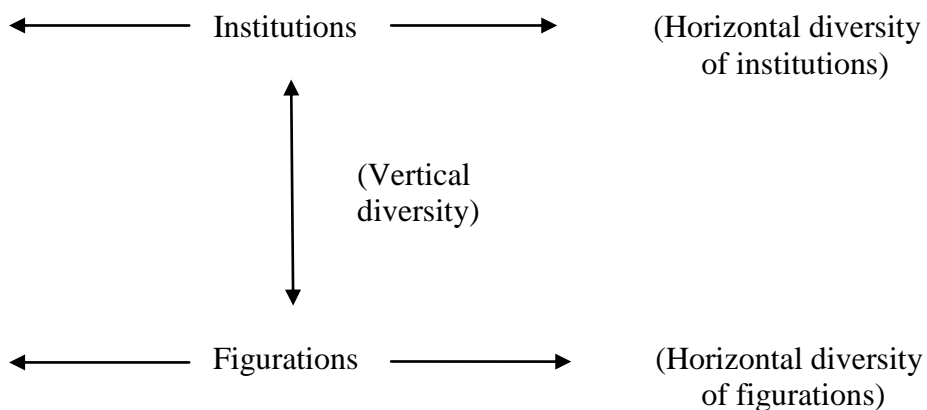 Institutions
(Horizontal diversity
of institutions)
(Vertical
diversity)
Figurations
(Horizontal diversity
of figurations)